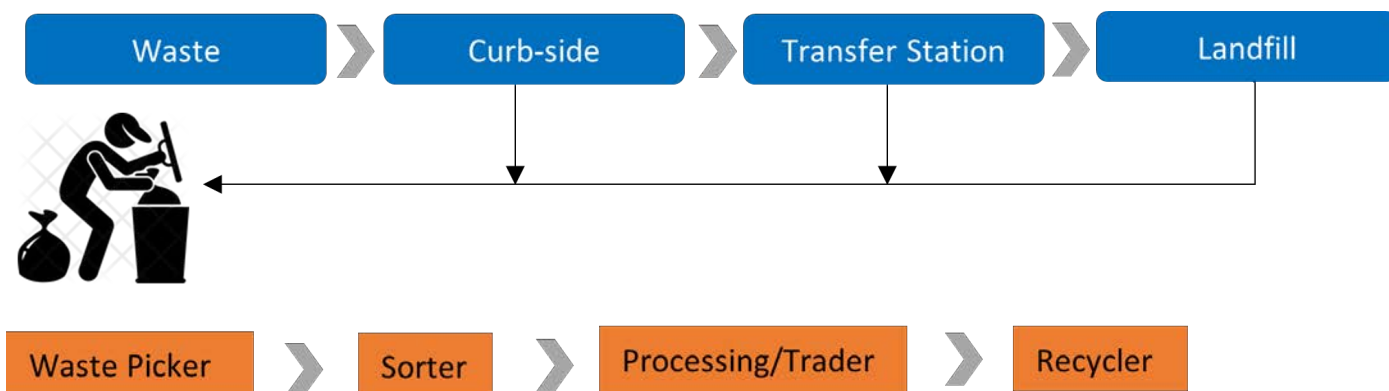 Waste
Curb-side
Transfer Station
Landfill
Waste Picker
Sorter
Processing/Trader
Recycler